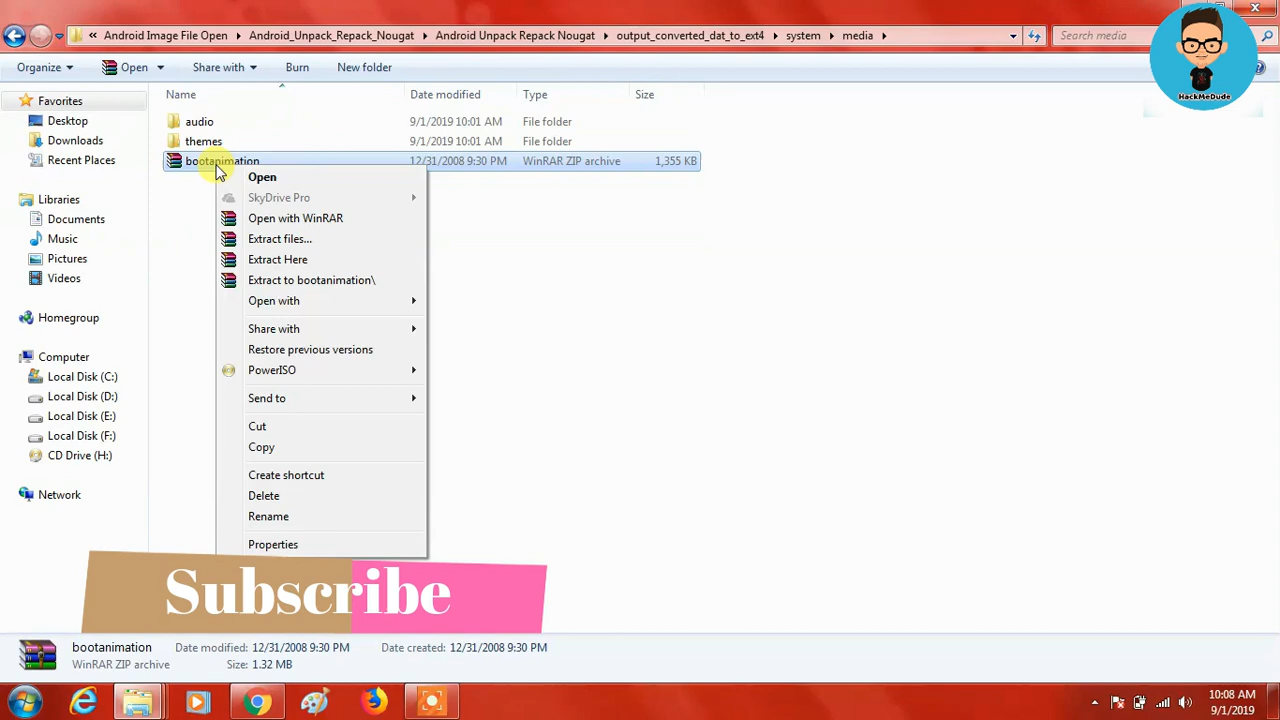 Android Image File Open Android_Unpack_Repack_Nougat Android Unpack Repack Nougat output_converted_dat_to_ext4 system media Search media
HackMeDude
Organize Open Share with Burn New folder
Name Date modified Type Size
Favorites
Desktop
Downloads
Recent Places
Libraries
Documents
Music
Pictures
Videos
Homegroup
Computer
Local Disk (C:)
Local Disk (D:)
Local Disk (E:)
Local Disk (F:)
CD Drive (H:)
Network
audio 9/1/2019 10:01 AM File folder
themes 9/1/2019 10:01 AM File folder
bootanimation 12/31/2008 9:30 PM WinRAR ZIP archive 1,355 KB
Open
SkyDrive Pro
Open with WinRAR
Extract files...
Extract Here
Extract to bootanimation\
Open with
Share with
Restore previous versions
PowerISO
Send to
Cut
Copy
Create shortcut
Delete
Rename
Properties
Subscribe
bootanimation Date modified: 12/31/2008 9:30 PM Date created: 12/31/2008 9:30 PM
WinRAR ZIP archive Size: 1.32 MB
10:08 AM
9/1/2019